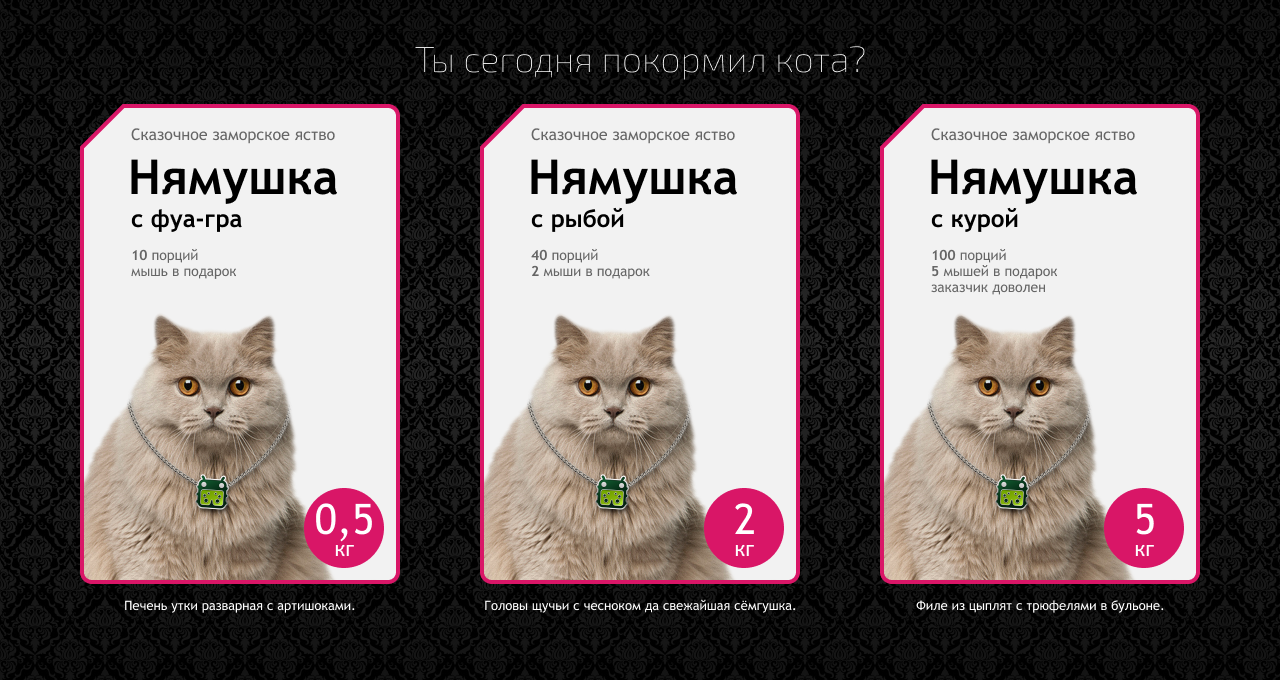 Ты сегодня покормил кота?
Сказочное заморское яство
Нямушка
с фуа-гра
10 порций
мышь в подарок
0,5
кг
Печень утки разварная с артишоками.
Сказочное заморское яство
Нямушка
с рыбой
40 порций
2 мыши в подарок
2
кг
Головы щучьи с чесноком да свежайшая сёмгушка.
Сказочное заморское яство
Нямушка
с курой
100 порций
5 мышей в подарок
заказчик доволен
5
кг
Филе из цыплят с трюфелями в бульоне.